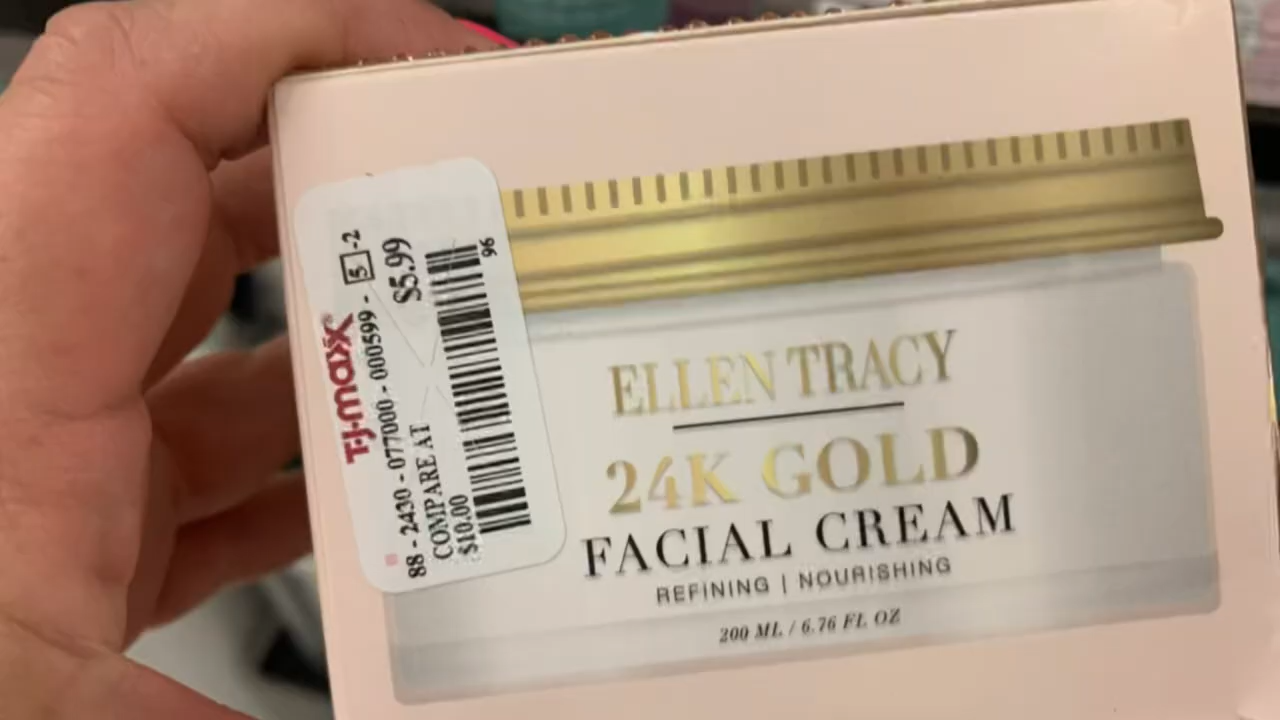 T.J.maxx®
88 - 2430 - 077000 - 000599 - 5 -2
COMPARE AT $5.99
$10.00
96
ELLEN TRACY
24K GOLD
FACIAL CREAM
REFINING | NOURISHING
200 ML / 6.76 FL OZ